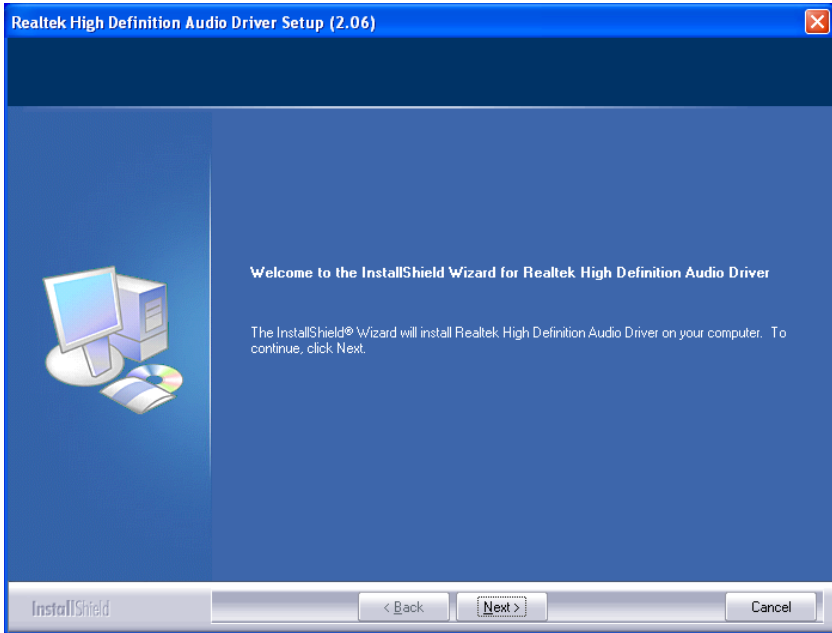 Realtek High Definition Audio Driver Setup (2.06)
Welcome to the InstallShield Wizard for Realtek High Definition Audio Driver
The InstallShield® Wizard will install Realtek High Definition Audio Driver on your computer. To
continue, click Next.
InstallShield
< Back
Next >
Cancel